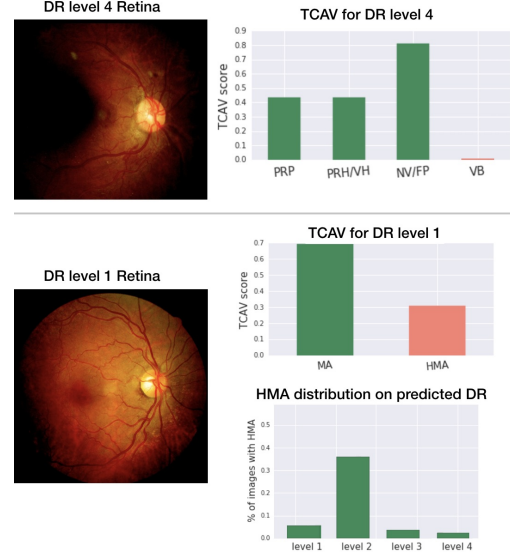 DR level 4 Retina
TCAV for DR level 4
TCAV score
0.9
0.8
0.7
0.6
0.5
0.4
0.3
0.2
0.1
0.0
PRP
PRH/VH
NV/FP
VB
DR level 1 Retina
TCAV for DR level 1
TCAV score
0.7
0.6
0.5
0.4
0.3
0.2
0.1
0.0
MA
HMA
HMA distribution on predicted DR
% of images with HMA
0.5
0.4
0.3
0.2
0.1
0.0
level 1
level 2
level 3
level 4